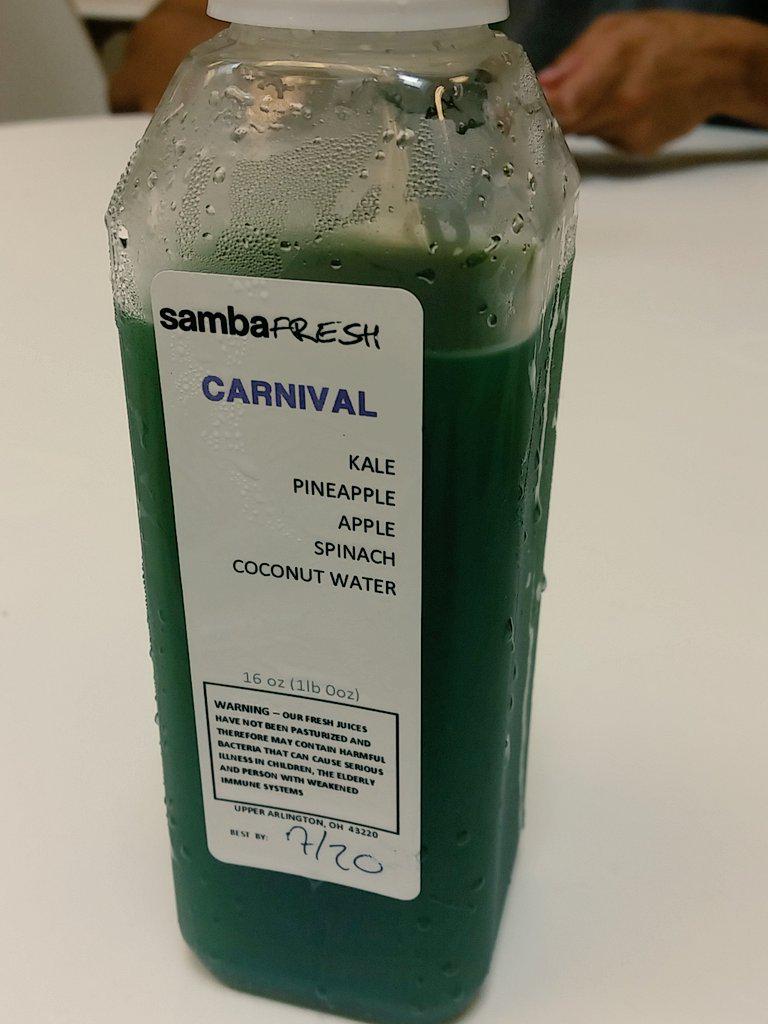 sambaFRESH
CARNIVAL
KALE
PINEAPPLE
APPLE
SPINACH
COCONUT WATER
16 oz (1lb 0oz)
WARNING – OUR FRESH JUICES
HAVE NOT BEEN PASTURIZED AND
THEREFORE MAY CONTAIN HARMFUL
BACTERIA THAT CAN CAUSE SERIOUS
ILLNESS IN CHILDREN, THE ELDERLY
AND PERSON WITH WEAKENED
IMMUNE SYSTEMS
UPPER ARLINGTON, OH 43220
BEST BY: 7/20